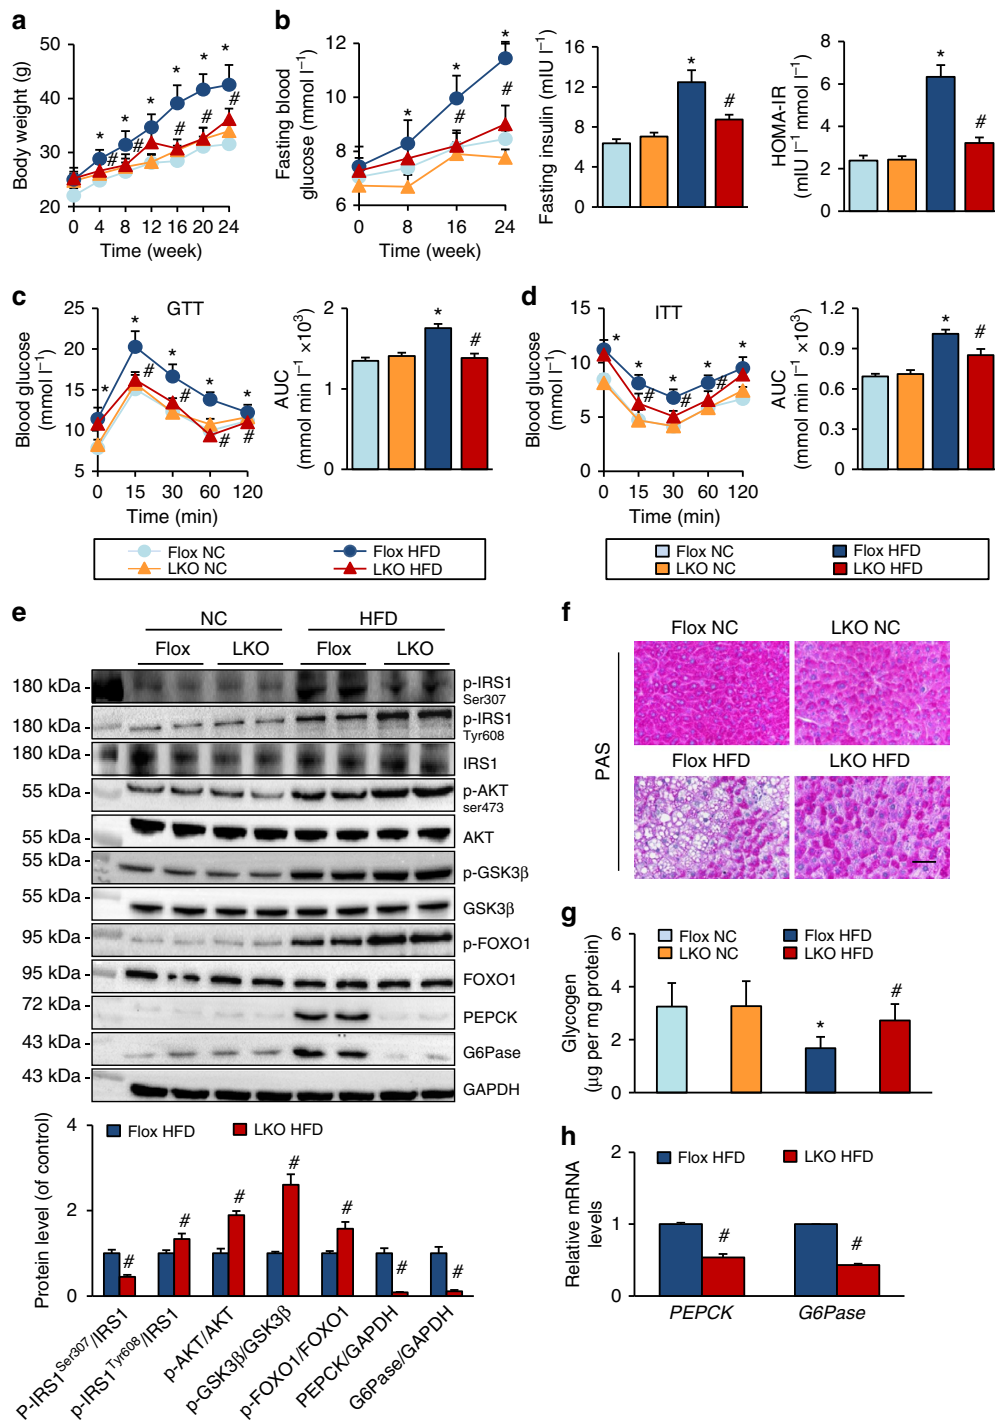 a
Body weight (g)
50
40
30
20
*
*
*
*
*
*
#
#
#
#
#
0 4 8 12 16 20 24
Time (week)
b
Fasting blood
glucose (mmol l⁻¹)
12
10
8
6
*
*
*
#
#
0 8 16 24
Time (week)
Fasting insulin (mIU l⁻¹)
16
12
8
4
0
*
#
HOMA-IR
(mIU l⁻¹ mmol l⁻¹)
8
6
4
2
0
*
#
c
GTT
Blood glucose
(mmol l⁻¹)
25
20
15
10
5
*
*
*
*
*
#
#
#
#
0 15 30 60 120
Time (min)
AUC
(mmol min l⁻¹ ×10³)
2
1
0
*
#
d
ITT
Blood glucose
(mmol l⁻¹)
15
10
5
0
*
*
*
*
*
#
#
#
0 15 30 60 120
Time (min)
AUC
(mmol min l⁻¹ ×10³)
1.2
0.9
0.6
0.3
0
*
#
Flox NC Flox HFD
LKO NC LKO HFD
Flox NC Flox HFD
LKO NC LKO HFD
e
NC HFD
Flox LKO Flox LKO
180 kDa p-IRS1
Ser307
180 kDa p-IRS1
Tyr608
180 kDa IRS1
55 kDa p-AKT
ser473
55 kDa AKT
55 kDa p-GSK3β
55 kDa GSK3β
95 kDa p-FOXO1
95 kDa FOXO1
72 kDa PEPCK
43 kDa G6Pase
43 kDa GAPDH
Protein level (of control)
4
2
0
Flox HFD LKO HFD
#
#
#
#
#
#
#
P-IRS1^Ser307/IRS1
p-IRS1^Tyr608/IRS1
p-AKT/AKT
p-GSK3β/GSK3β
p-FOXO1/FOXO1
PEPCK/GAPDH
G6Pase/GAPDH
f
PAS
Flox NC LKO NC
Flox HFD LKO HFD
g
Flox NC Flox HFD
LKO NC LKO HFD
Glycogen
(μg per mg protein)
6
4
2
0
*
#
h
Flox HFD LKO HFD
Relative mRNA
levels
2
1
0
#
#
PEPCK G6Pase